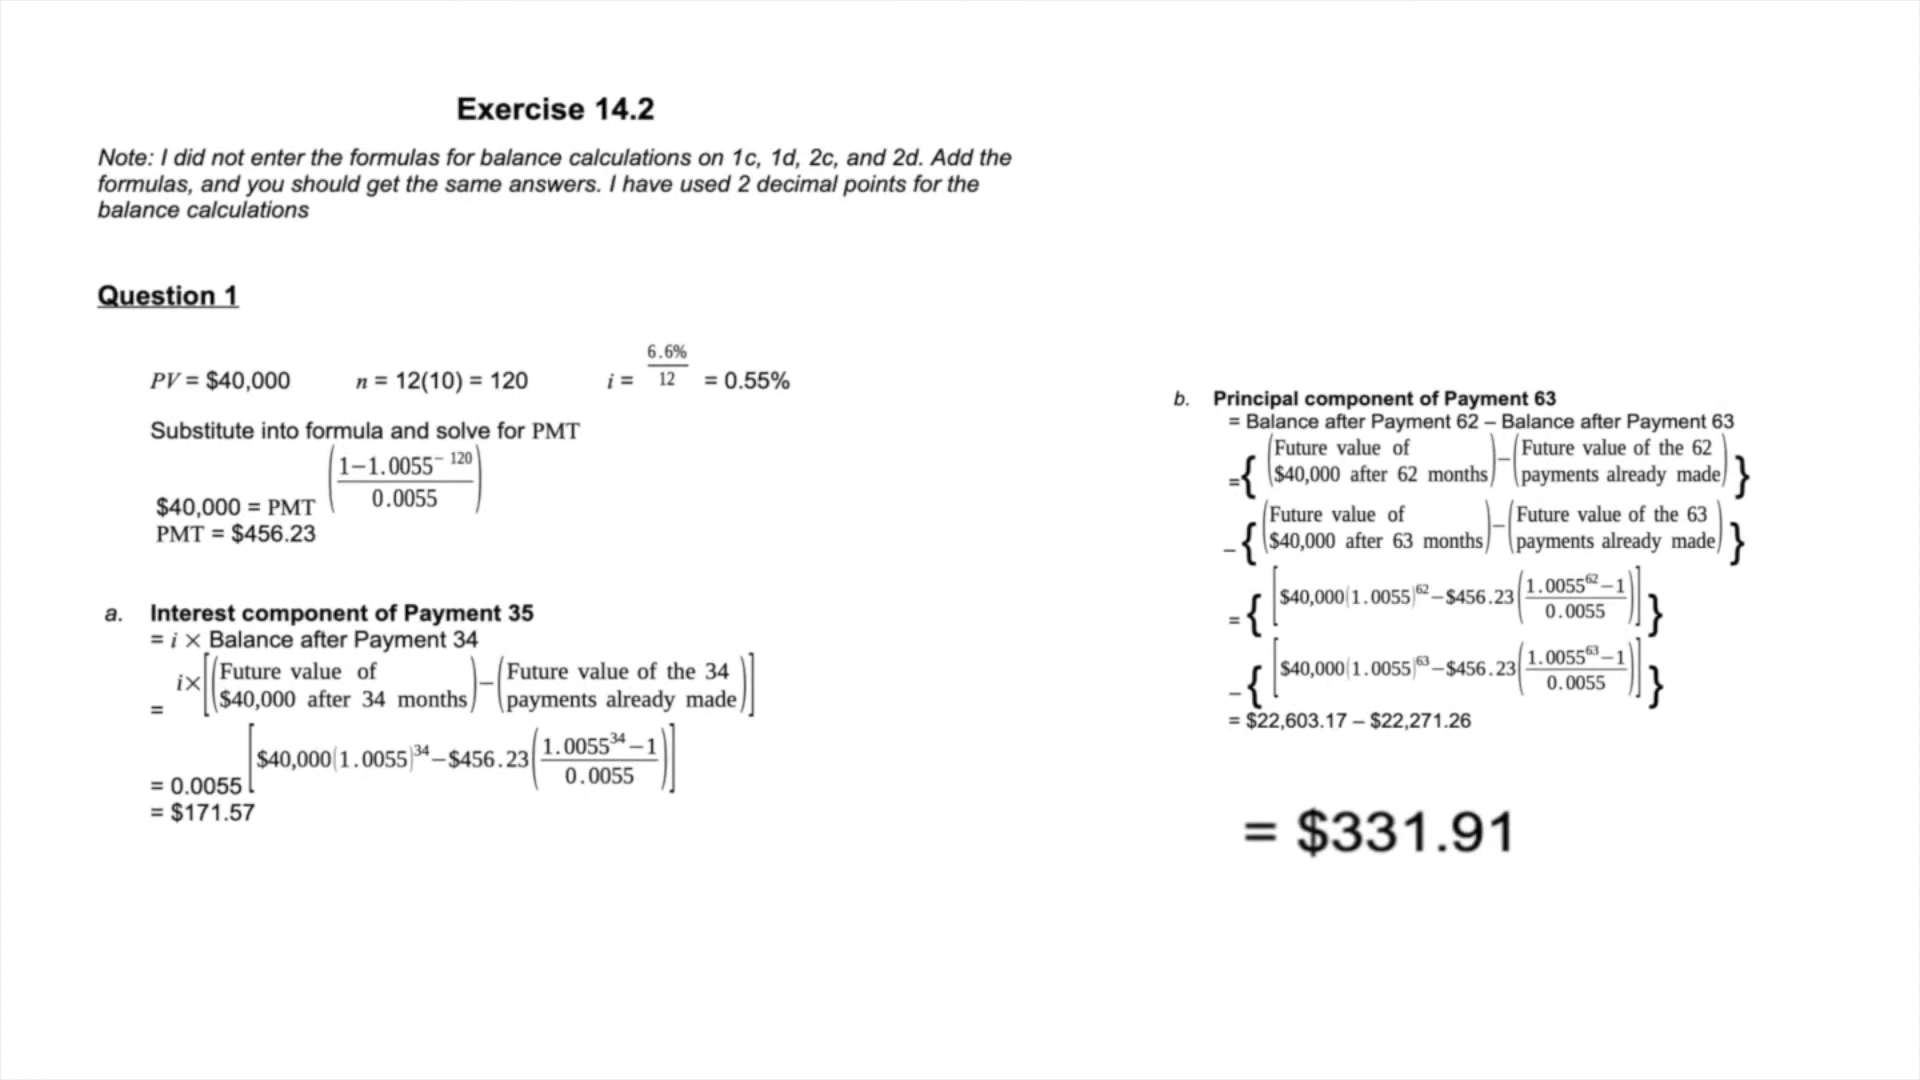 Exercise 14.2
Note: I did not enter the formulas for balance calculations on 1c, 1d, 2c, and 2d. Add the
formulas, and you should get the same answers. I have used 2 decimal points for the
balance calculations
Question 1
PV = $40,000 n = 12(10) = 120 i = 6.6%/12 = 0.55%
Substitute into formula and solve for PMT
$40,000 = PMT ((1−1.0055⁻¹²⁰)/0.0055)
PMT = $456.23
a. Interest component of Payment 35
= i × Balance after Payment 34
= i×[(Future value of $40,000 after 34 months)−(Future value of the 34 payments already made)]
= 0.0055 [$40,000(1.0055)³⁴−$456.23((1.0055³⁴−1)/0.0055)]
= $171.57
b. Principal component of Payment 63
= Balance after Payment 62 – Balance after Payment 63
={(Future value of $40,000 after 62 months)−(Future value of the 62 payments already made)}
–{(Future value of $40,000 after 63 months)−(Future value of the 63 payments already made)}
={[$40,000(1.0055)⁶²−$456.23((1.0055⁶²−1)/0.0055)]}
–{[$40,000(1.0055)⁶³−$456.23((1.0055⁶³−1)/0.0055)]}
= $22,603.17 – $22,271.26
= $331.91